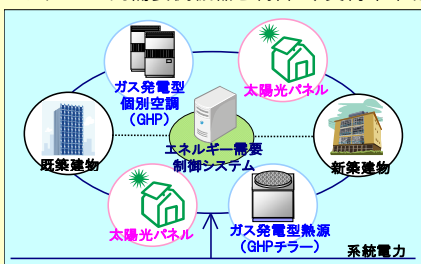 ガス発電型
個別空調
(GHP)
太陽光パネル
エネルギー需要
制御システム
既築建物
新築建物
太陽光パネル
ガス発電型熱源
(GHPチラー)
系統電力